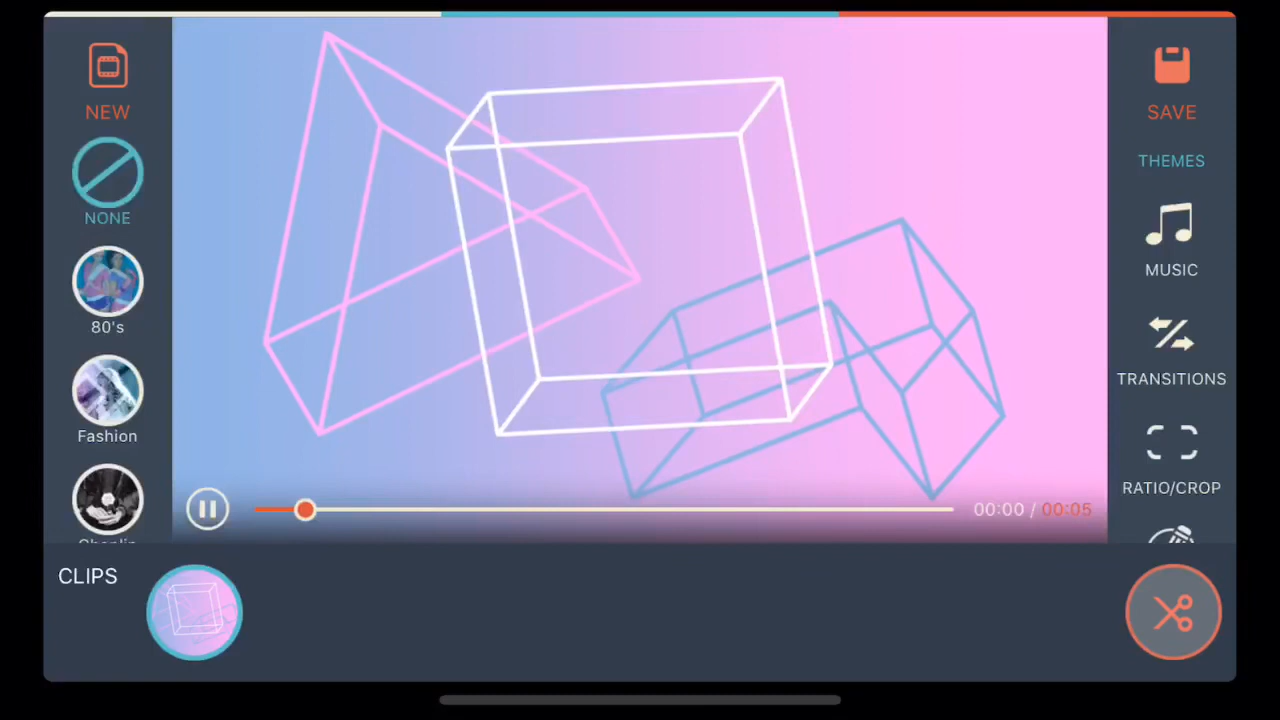 NEW
NONE
80's
Fashion
SAVE
THEMES
MUSIC
TRANSITIONS
RATIO/CROP
00:00 / 00:05
CLIPS